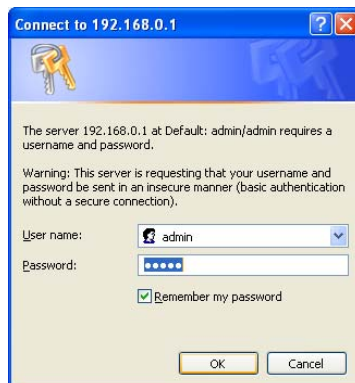 Connect to 192.168.0.1
The server 192.168.0.1 at Default: admin/admin requires a
username and password.
Warning: This server is requesting that your username and
password be sent in an insecure manner (basic authentication
without a secure connection).
User name:
admin
Password:
•••••
Remember my password
OK
Cancel